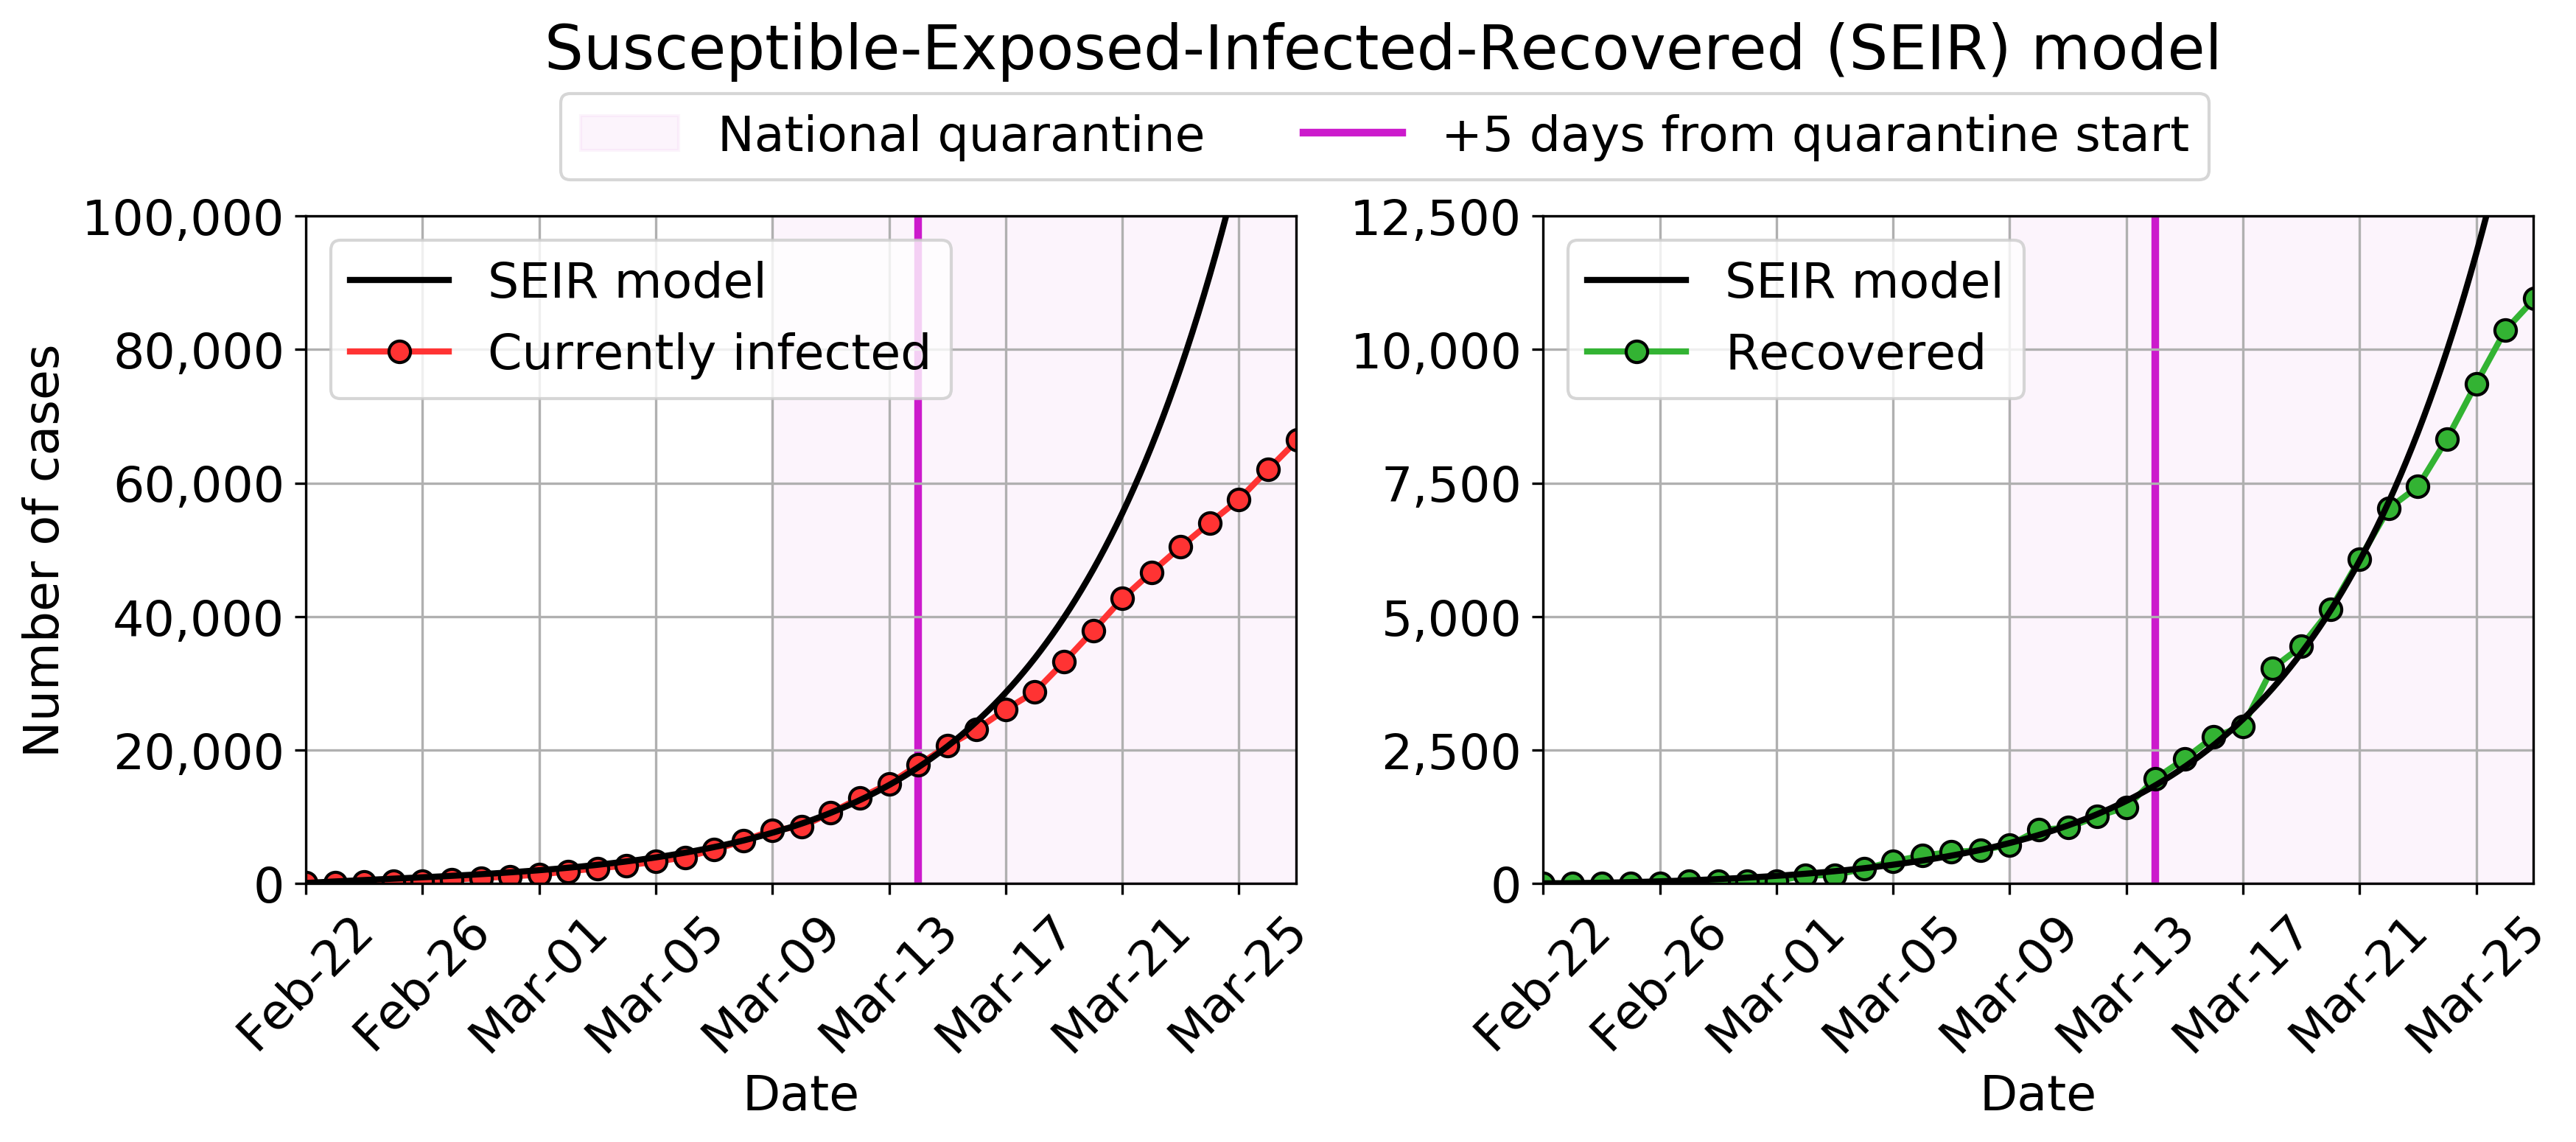 Susceptible-Exposed-Infected-Recovered (SEIR) model
National quarantine
+5 days from quarantine start
100,000
80,000
60,000
40,000
20,000
0
Number of cases
SEIR model
Currently infected
Feb-22
Feb-26
Mar-01
Mar-05
Mar-09
Mar-13
Mar-17
Mar-21
Mar-25
Date
12,500
10,000
7,500
5,000
2,500
0
SEIR model
Recovered
Feb-22
Feb-26
Mar-01
Mar-05
Mar-09
Mar-13
Mar-17
Mar-21
Mar-25
Date